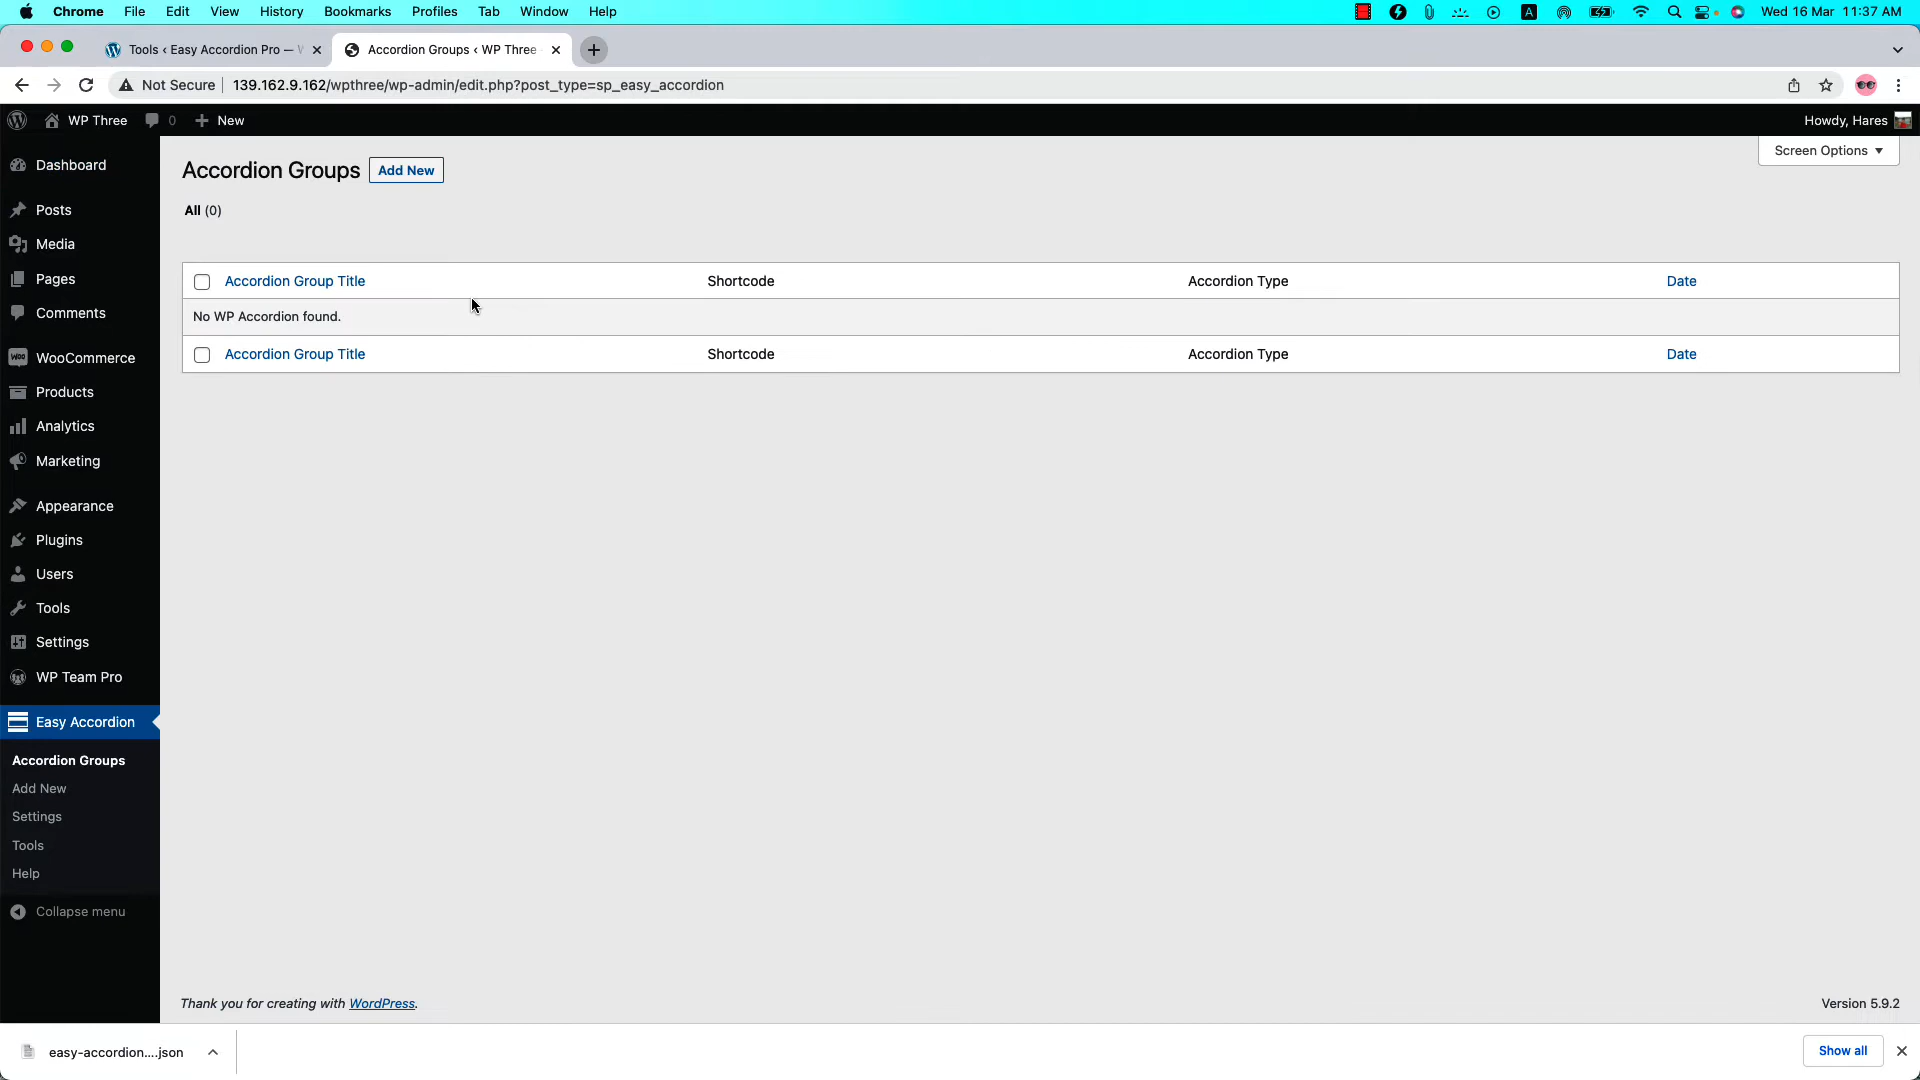 Chrome File Edit View History Bookmarks Profiles Tab Window Help A Wed 16 Mar 11:37 AM
Tools ‹ Easy Accordion Pro — Accordion Groups ‹ WP Three
Not Secure 139.162.9.162/wpthree/wp-admin/edit.php?post_type=sp_easy_accordion
WP Three 0 New Howdy, Hares
Screen Options
Dashboard
Posts
Media
Pages
Comments
WOO WooCommerce
Products
Analytics
Marketing
Appearance
Plugins
Users
Tools
Settings
WP Team Pro
Easy Accordion
Accordion Groups
Add New
Settings
Tools
Help
Collapse menu
Accordion Groups Add New
All (0)
Accordion Group Title Shortcode Accordion Type Date
No WP Accordion found.
Accordion Group Title Shortcode Accordion Type Date
Thank you for creating with WordPress. Version 5.9.2
easy-accordion....json Show all